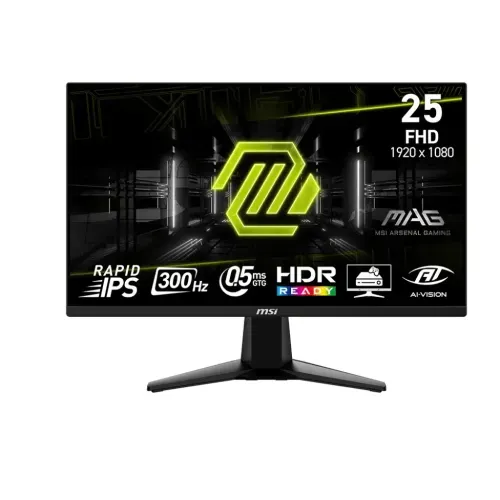 25
FHD
1920 x 1080
MAG
MSI ARSENAL GAMING
RAPID
IPS
300Hz
0.5ms
GTG
HDR
READY
AI
AI-VISION
msi